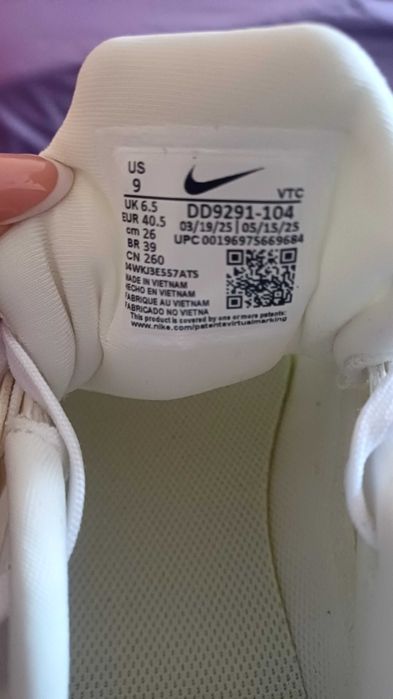 US
9
VTC
UK 6.5
EUR 40.5
cm 26
BR 39
CN 260
DD9291-104
03/19/25 | 05/15/25
UPC 00196975669684
04WKJ3E557ATS
MADE IN VIETNAM
HECHO EN VIETNAM
FABRIQUE AU VIETNAM
FABRICADO NO VIETNA
This product is covered by one or more patents:
www.nike.com/patentsvirtualmarking